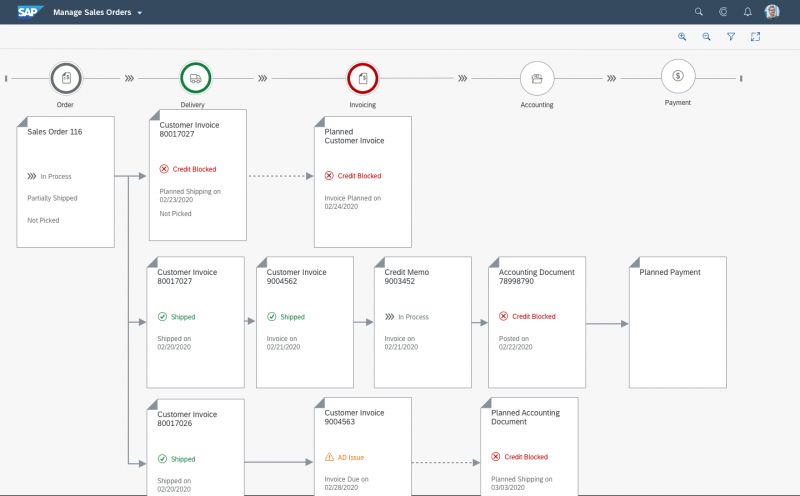 SAP Manage Sales Orders
Order
Delivery
Invoicing
Accounting
Payment
Sales Order 116
In Process
Partially Shipped
Not Picked
Customer Invoice
80017027
Credit Blocked
Planned Shipping on
02/23/2020
Not Picked
Planned
Customer Invoice
Credit Blocked
Invoice Planned on
02/24/2020
Customer Invoice
80017027
Shipped
Shipped on
02/20/2020
Customer Invoice
9004562
Shipped
Invoice on
02/21/2020
Credit Memo
9003452
In Process
Invoice on
02/21/2020
Accounting Document
78998790
Credit Blocked
Posted on
02/22/2020
Planned Payment
Customer Invoice
80017026
Shipped
Shipped on
02/20/2020
Customer Invoice
9004563
AD Issue
Invoice Due on
02/28/2020
Planned Accounting
Document
Credit Blocked
Planned Shipping on
03/03/2020